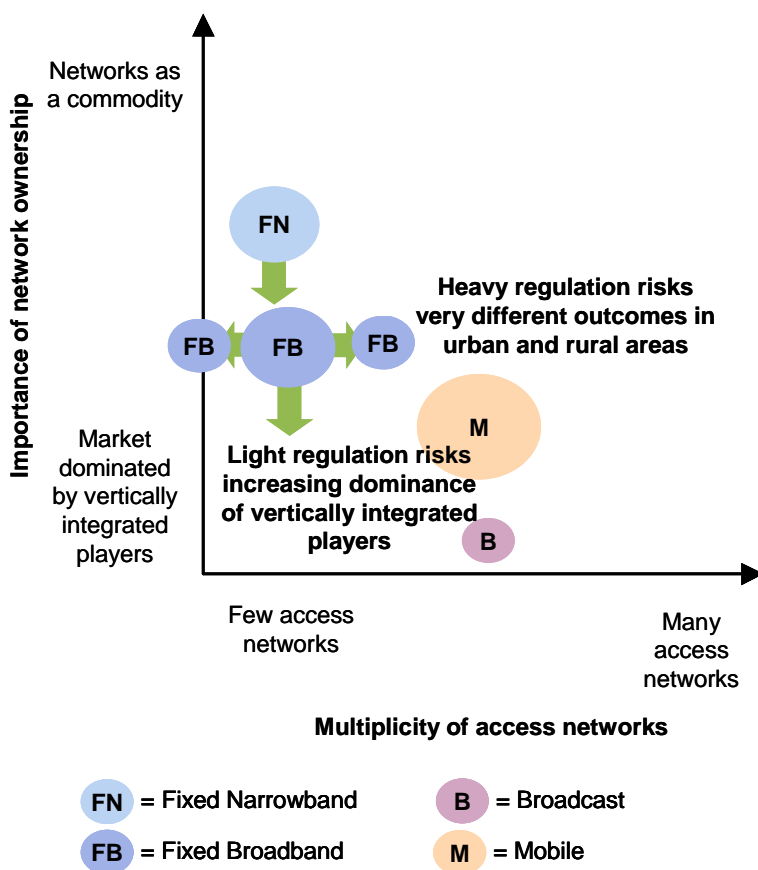 Importance of network ownership
Networks as
a commodity
FN
FB
FB
FB
Heavy regulation risks
very different outcomes in
urban and rural areas
M
Market
dominated
by vertically
integrated
players
Light regulation risks
increasing dominance
of vertically integrated
players
B
Few access
networks
Many
access
networks
Multiplicity of access networks
FN = Fixed Narrowband
B = Broadcast
FB = Fixed Broadband
M = Mobile